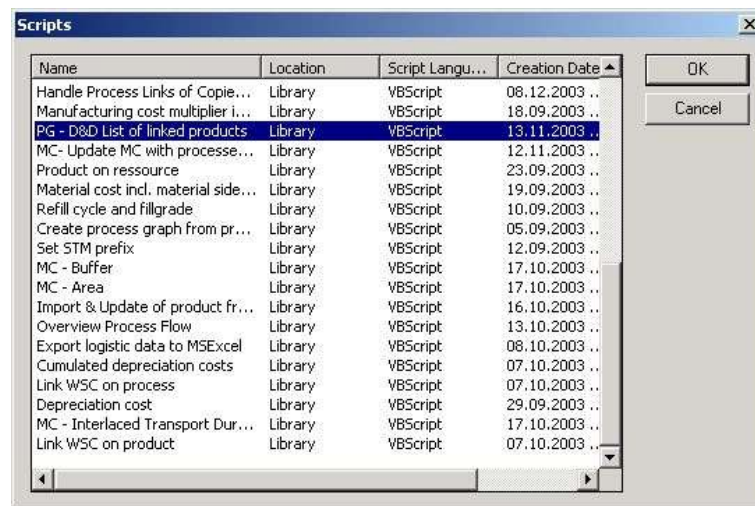 Scripts
Name Location Script Langu... Creation Date
Handle Process Links of Copie... Library VBScript 08.12.2003 ..
Manufacturing cost multiplier i... Library VBScript 18.09.2003 ..
PG - D&D List of linked products Library VBScript 13.11.2003 ..
MC- Update MC with processe... Library VBScript 12.11.2003 ..
Product on ressource Library VBScript 23.09.2003 ..
Material cost incl. material side... Library VBScript 19.09.2003 ..
Refill cycle and fillgrade Library VBScript 10.09.2003 ..
Create process graph from pr... Library VBScript 05.09.2003 ..
Set STM prefix Library VBScript 12.09.2003 ..
MC - Buffer Library VBScript 17.10.2003 ..
MC - Area Library VBScript 17.10.2003 ..
Import & Update of product fr... Library VBScript 16.10.2003 ..
Overview Process Flow Library VBScript 13.10.2003 ..
Export logistic data to MSExcel Library VBScript 08.10.2003 ..
Cumulated depreciation costs Library VBScript 07.10.2003 ..
Link WSC on process Library VBScript 07.10.2003 ..
Depreciation cost Library VBScript 29.09.2003 ..
MC - Interlaced Transport Dur... Library VBScript 17.10.2003 ..
Link WSC on product Library VBScript 07.10.2003 ..
OK
Cancel